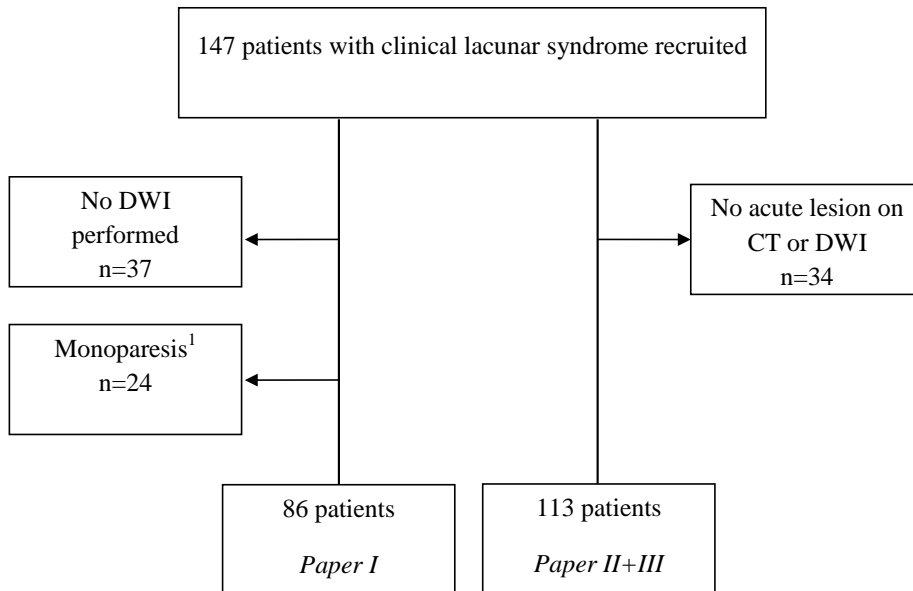 147 patients with clinical lacunar syndrome recruited
No DWI
performed
n=37
No acute lesion on
CT or DWI
n=34
Monoparesis¹
n=24
86 patients
Paper I
113 patients
Paper II+III